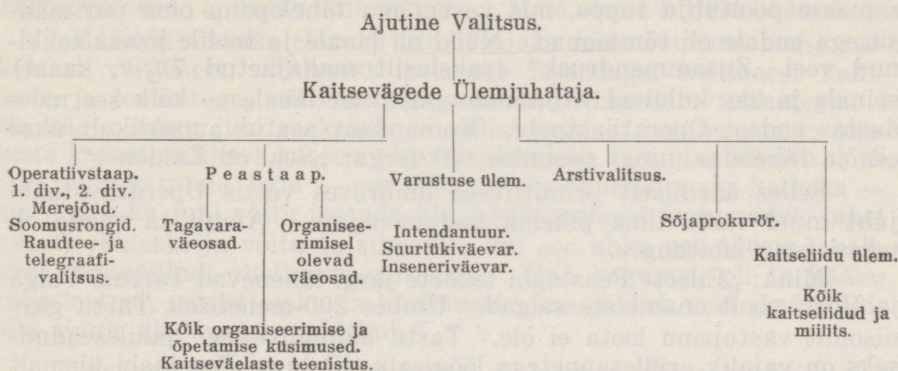 Ajutine Valitsus.
Kaitsevägede Ülemjuhataja.
Operatiivstaap.
1. div., 2. div.
Merejõud.
Soomusrongid.
Raudtee- ja
telegraafi-
valitsus.
Peastaap.
Tagavara-
väeosad.
Organisee-
rimisel
olevad
väeosad.
Kõik organiseerimise ja
õpetamise küsimused.
Kaitseväelaste teenistus.
Varustuse ülem.
Intendantuur.
Suurtükiväevar.
Inseneriväevar.
Arstivalitsus.
Sõjaprokurör.
Kaitseliidu ülem.
Kõik
kaitseliidud ja
miilits.